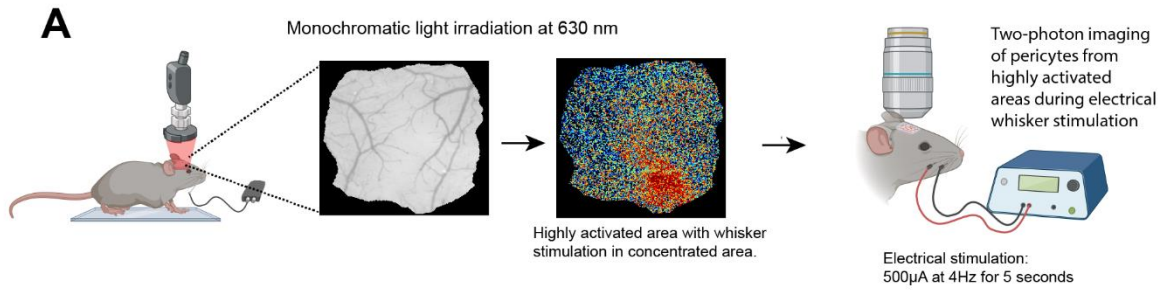 A
Monochromatic light irradiation at 630 nm
Highly activated area with whisker
stimulation in concentrated area.
Two-photon imaging
of pericytes from
highly activated
areas during electrical
whisker stimulation
Electrical stimulation:
500µA at 4Hz for 5 seconds